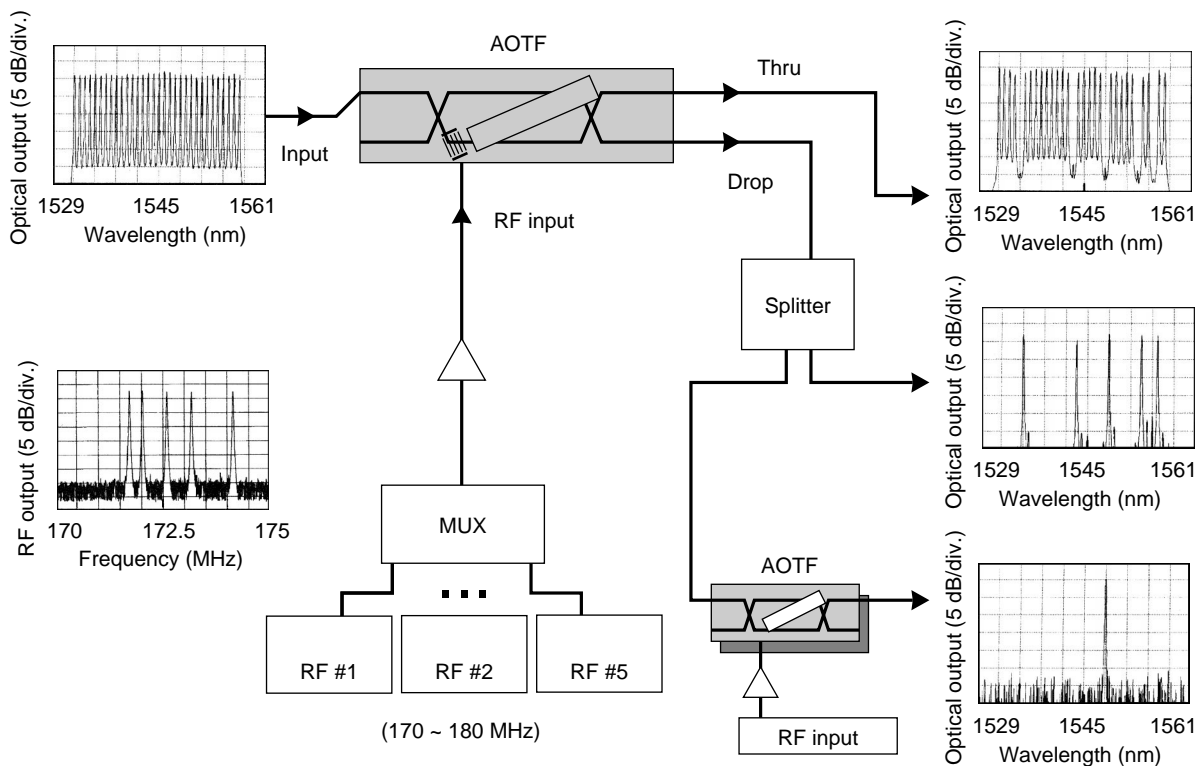 AOTF
Optical output (5 dB/div.)
1529 1545 1561
Wavelength (nm)
Input
Thru
Drop
RF input
Optical output (5 dB/div.)
1529 1545 1561
Wavelength (nm)
Splitter
Optical output (5 dB/div.)
1529 1545 1561
Wavelength (nm)
RF output (5 dB/div.)
170 172.5 175
Frequency (MHz)
MUX
RF #1
RF #2
RF #5
(170 ~ 180 MHz)
AOTF
RF input
Optical output (5 dB/div.)
1529 1545 1561
Wavelength (nm)